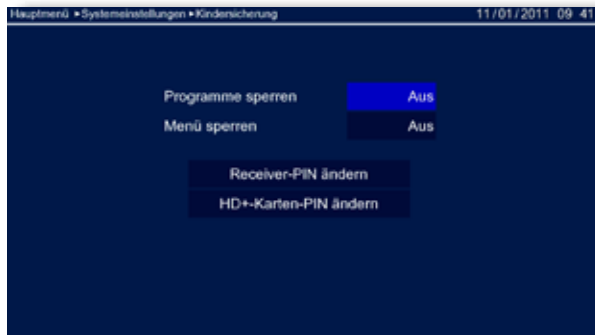 Hauptmenü ▸Systemeinstellungen ▸Kindersicherung 11/01/2011 09 41
Programme sperren Aus
Menü sperren Aus
Receiver-PIN ändern
HD+-Karten-PIN ändern